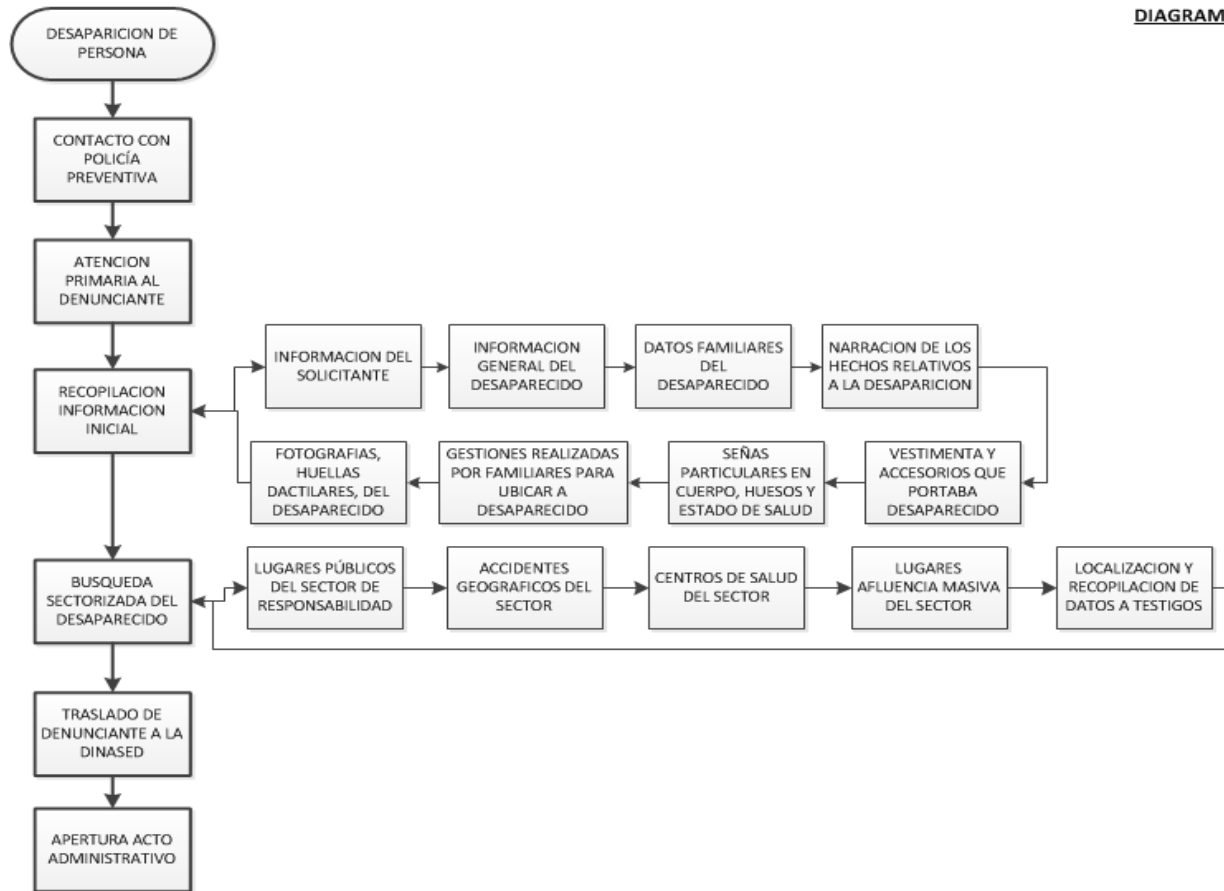 DIAGRAM
DESAPARICION DE
PERSONA
CONTACTO CON
POLICÍA
PREVENTIVA
ATENCION
PRIMARIA AL
DENUNCIANTE
RECOPILACION
INFORMACION
INICIAL
INFORMACION DEL
SOLICITANTE
INFORMACION
GENERAL DEL
DESAPARECIDO
DATOS FAMILIARES
DEL
DESAPARECIDO
NARRACION DE LOS
HECHOS RELATIVOS
A LA DESAPARICION
VESTIMENTA Y
ACCESORIOS QUE
PORTABA
DESAPARECIDO
SEÑAS
PARTICULARES EN
CUERPO, HUESOS Y
ESTADO DE SALUD
GESTIONES REALIZADAS
POR FAMILIARES PARA
UBICAR A
DESAPARECIDO
FOTOGRAFIAS,
HUELLAS
DACTILARES, DEL
DESAPARECIDO
BUSQUEDA
SECTORIZADA DEL
DESAPARECIDO
LUGARES PÚBLICOS
DEL SECTOR DE
RESPONSABILIDAD
ACCIDENTES
GEOGRAFICOS DEL
SECTOR
CENTROS DE SALUD
DEL SECTOR
LUGARES
AFLUENCIA MASIVA
DEL SECTOR
LOCALIZACION Y
RECOPILACION DE
DATOS A TESTIGOS
TRASLADO DE
DENUNCIANTE A LA
DINASED
APERTURA ACTO
ADMINISTRATIVO